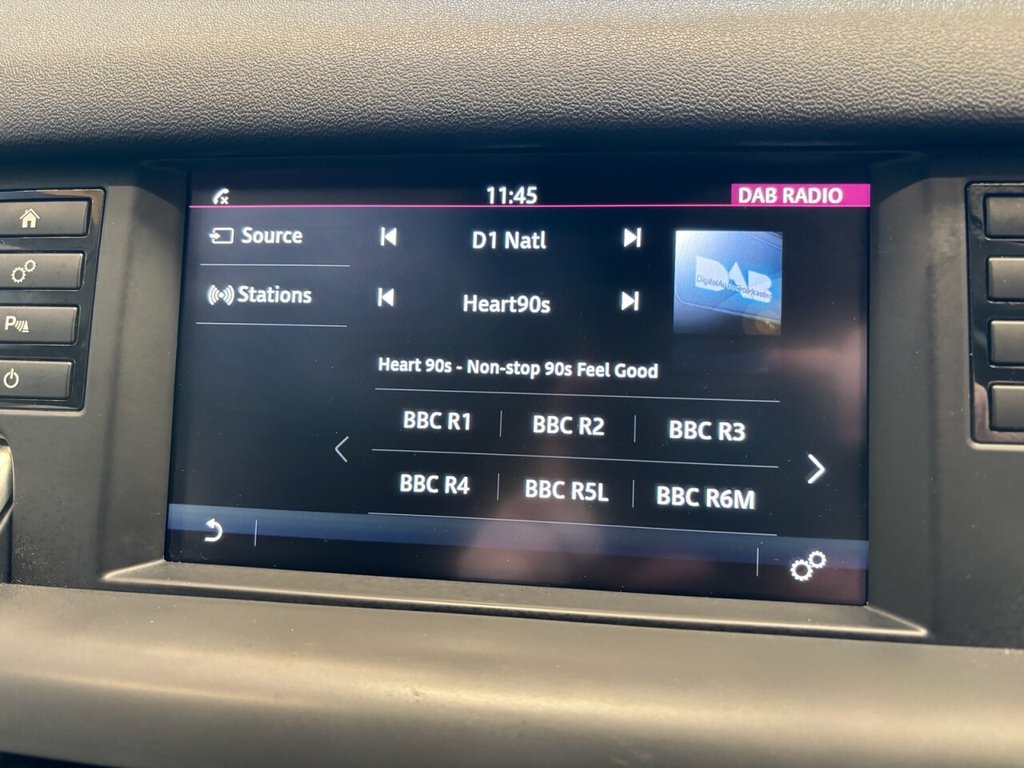 11:45
DAB RADIO
Source
D1 Natl
DAB
Stations
Heart90s
Heart 90s - Non-stop 90s Feel Good
BBC R1
BBC R2
BBC R3
BBC R4
BBC R5L
BBC R6M
P